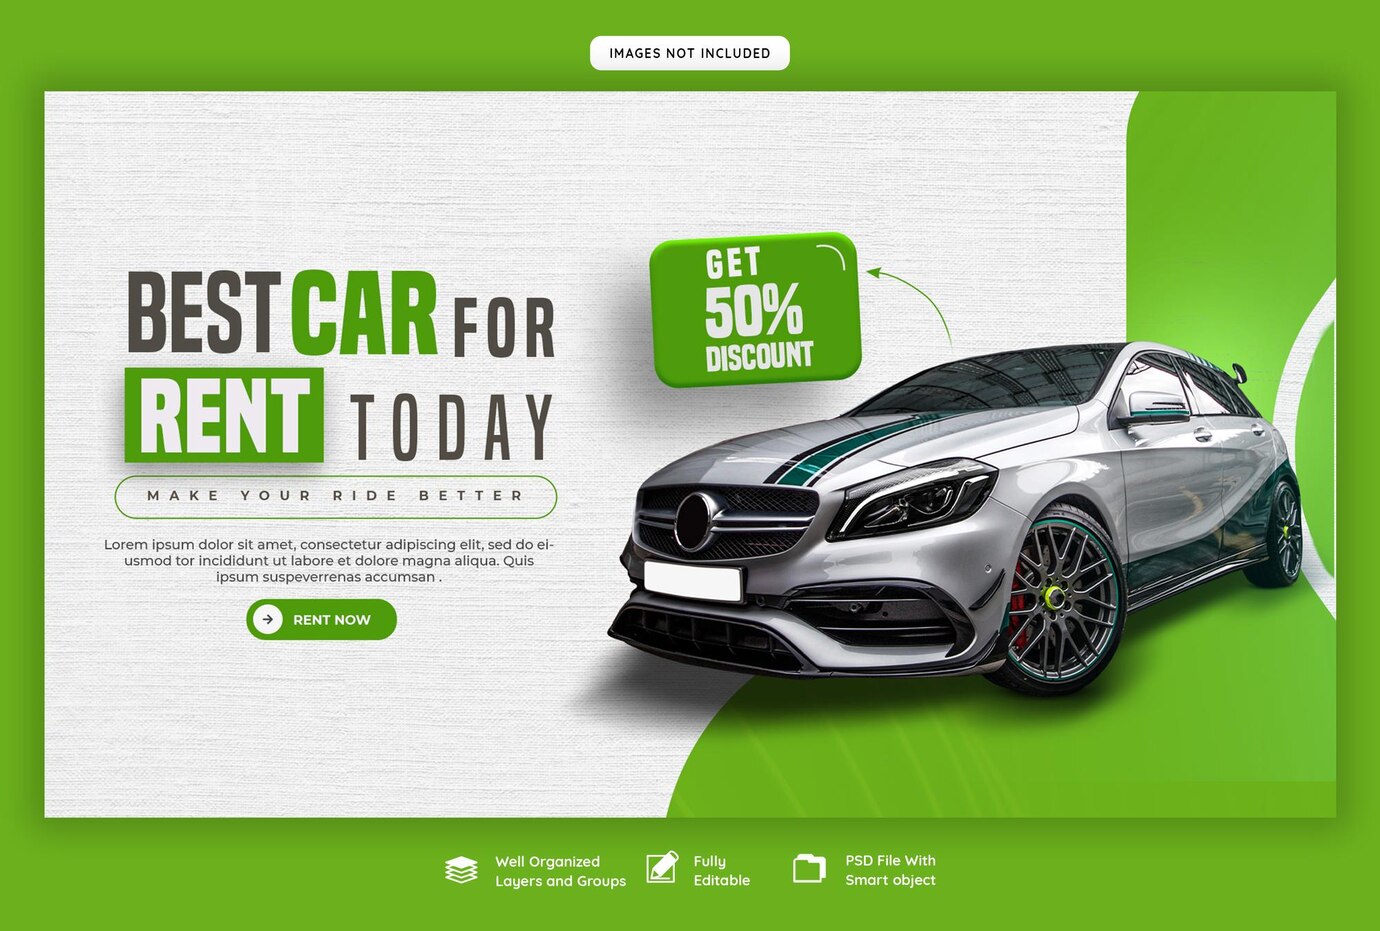 IMAGES NOT INCLUDED
BEST CAR FOR
RENT TODAY
MAKE YOUR RIDE BETTER
Lorem ipsum dolor sit amet, consectetur adipiscing elit, sed do ei-
usmod tor incididunt ut labore et dolore magna aliqua. Quis
ipsum suspeverrenas accumsan .
RENT NOW
GET
50%
DISCOUNT
Well Organized
Layers and Groups
Fully
Editable
PSD File With
Smart object